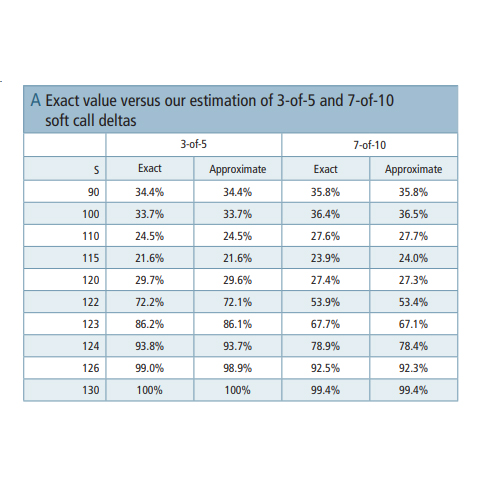 A Exact value versus our estimation of 3-of-5 and 7-of-10
soft call deltas
3-of-5 7-of-10
S Exact Approximate Exact Approximate
90 34.4% 34.4% 35.8% 35.8%
100 33.7% 33.7% 36.4% 36.5%
110 24.5% 24.5% 27.6% 27.7%
115 21.6% 21.6% 23.9% 24.0%
120 29.7% 29.6% 27.4% 27.3%
122 72.2% 72.1% 53.9% 53.4%
123 86.2% 86.1% 67.7% 67.1%
124 93.8% 93.7% 78.9% 78.4%
126 99.0% 98.9% 92.5% 92.3%
130 100% 100% 99.4% 99.4%